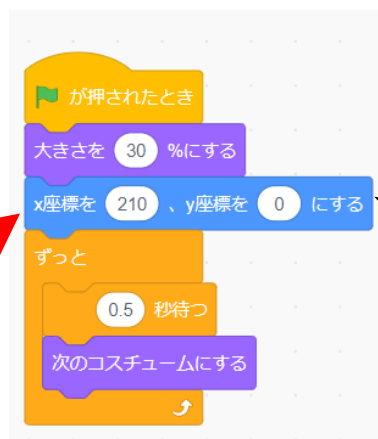 が押されたとき
大きさを 30 %にする
x座標を 210 、y座標を 0 にする
ずっと
0.5 秒待つ
次のコスチュームにする